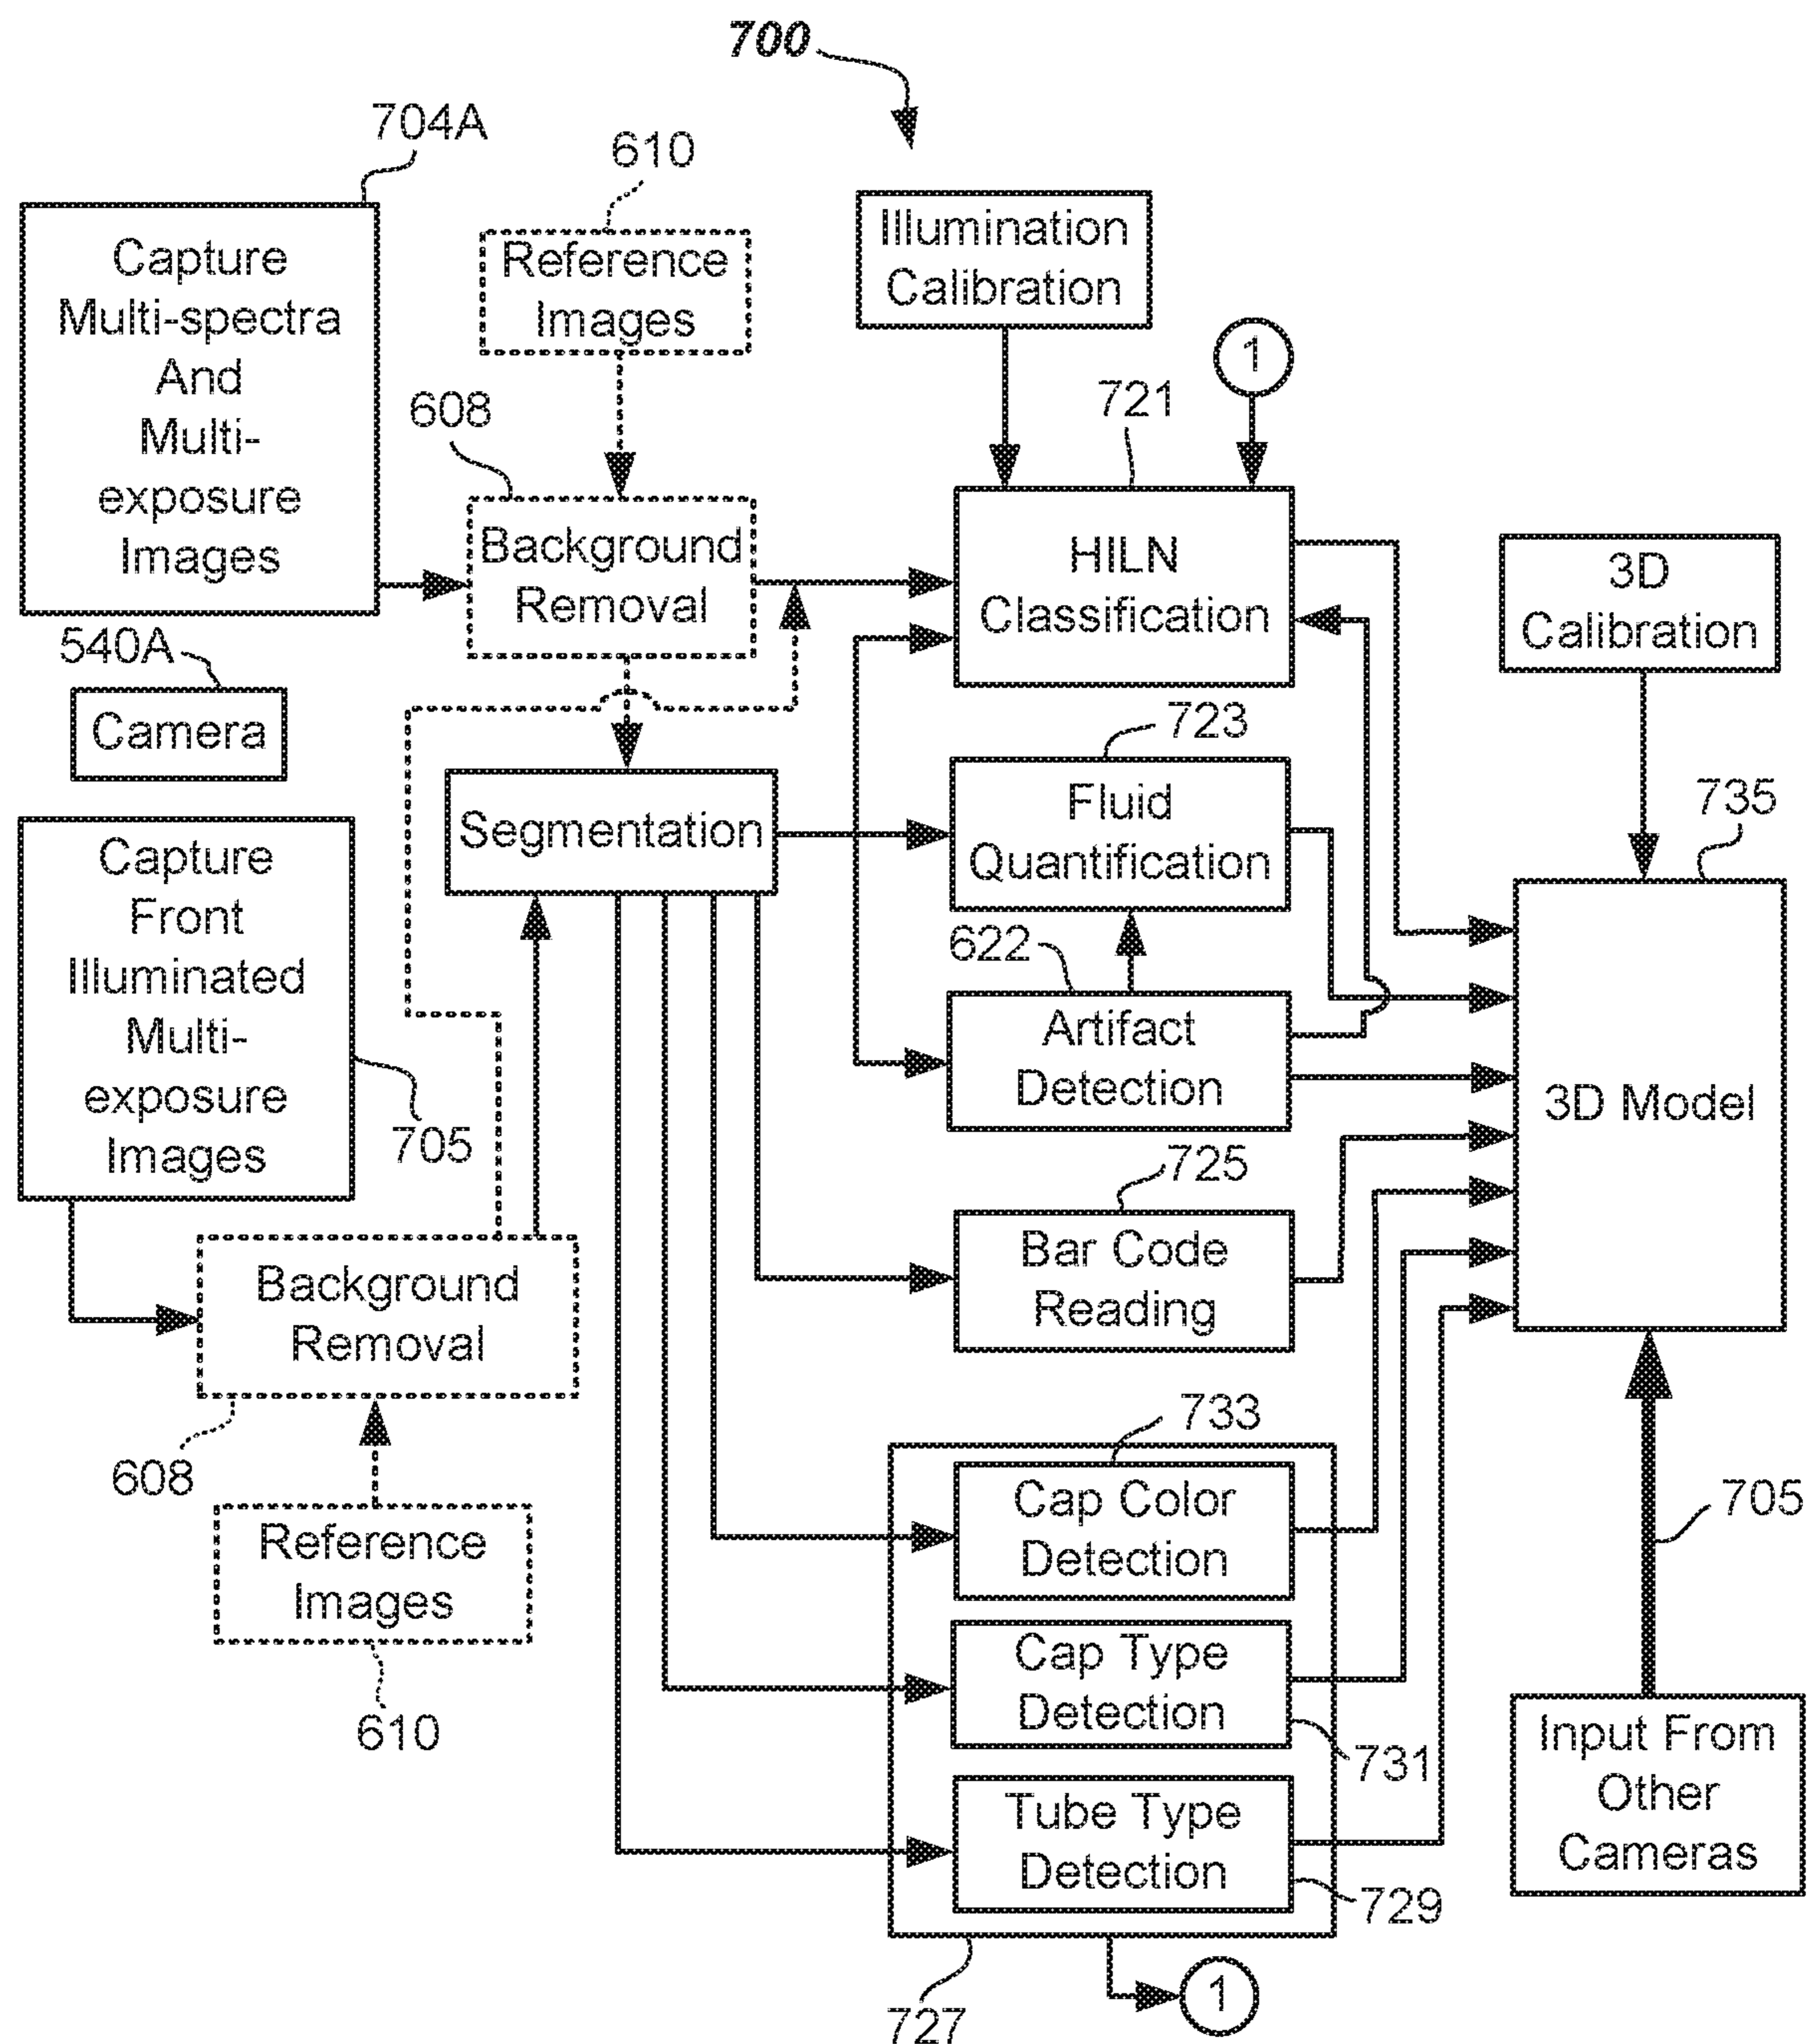 700
704A
Capture
Multi-spectra
And
Multi-
exposure
Images
610
Reference
Images
Illumination
Calibration
1
608
Background
Removal
721
HILN
Classification
3D
Calibration
540A
Camera
Segmentation
723
Fluid
Quantification
735
3D Model
Capture
Front
Illuminated
Multi-
exposure
Images
705
622
Artifact
Detection
725
Bar Code
Reading
Background
Removal
608
Reference
Images
610
733
Cap Color
Detection
705
Cap Type
Detection
731
Input From
Other
Cameras
Tube Type
Detection
729
727
1